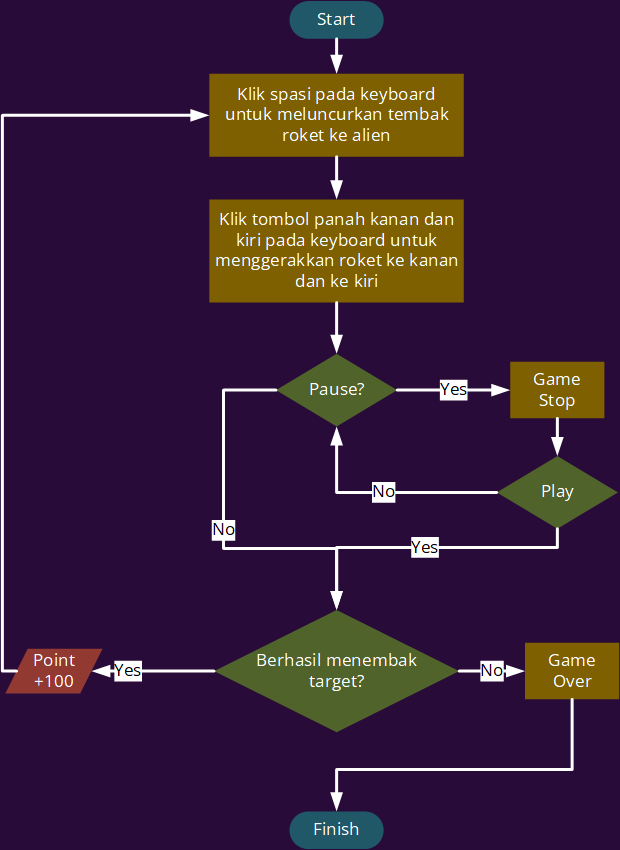 Start
Klik spasi pada keyboard
untuk meluncurkan tembak
roket ke alien
Klik tombol panah kanan dan
kiri pada keyboard untuk
menggerakkan roket ke kanan
dan ke kiri
Pause?
Yes
Game
Stop
Play
No
No
Yes
Berhasil menembak
target?
Yes
Point
+100
No
Game
Over
Finish